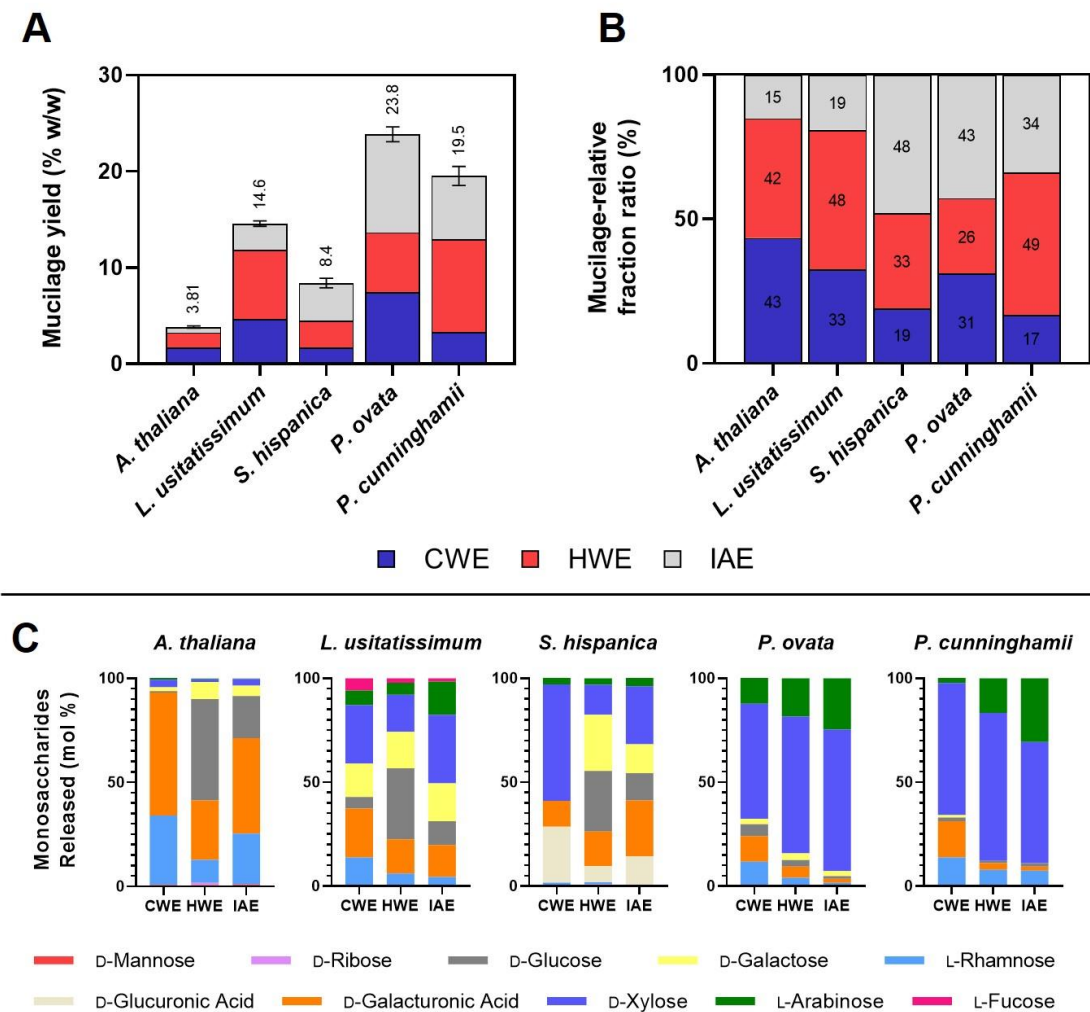 A
B
Mucilage yield (% w/w)
30
20
10
0
3.81
14.6
8.4
23.8
19.5
A. thaliana
L. usitatissimum
S. hispanica
P. ovata
P. cunninghamii
Mucilage-relative
fraction ratio (%)
100
50
0
15
42
43
19
48
33
48
33
19
43
26
31
34
49
17
A. thaliana
L. usitatissimum
S. hispanica
P. ovata
P. cunninghamii
CWE HWE IAE
C
A. thaliana L. usitatissimum S. hispanica P. ovata P. cunninghamii
Monosaccharides
Released (mol %)
100 100 100 100 100
50 50 50 50 50
0 0 0 0 0
CWE HWE IAE CWE HWE IAE CWE HWE IAE CWE HWE IAE CWE HWE IAE
D-Mannose D-Ribose D-Glucose D-Galactose L-Rhamnose
D-Glucuronic Acid D-Galacturonic Acid D-Xylose L-Arabinose L-Fucose